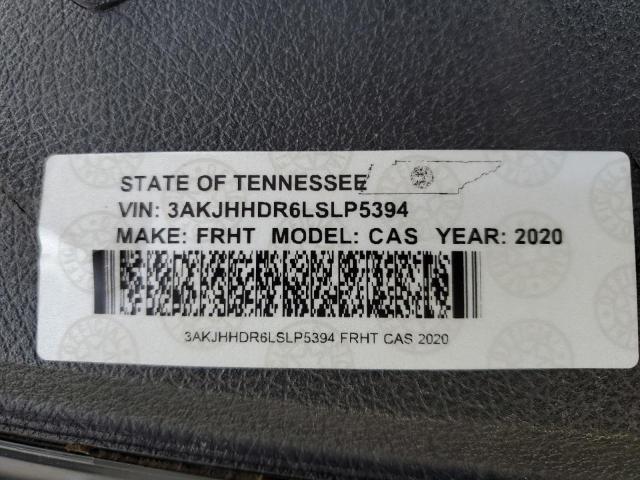 STATE OF TENNESSEE
VIN: 3AKJHHDR6LSLP5394
MAKE: FRHT MODEL: CAS YEAR: 2020
3AKJHHDR6LSLP5394 FRHT CAS 2020